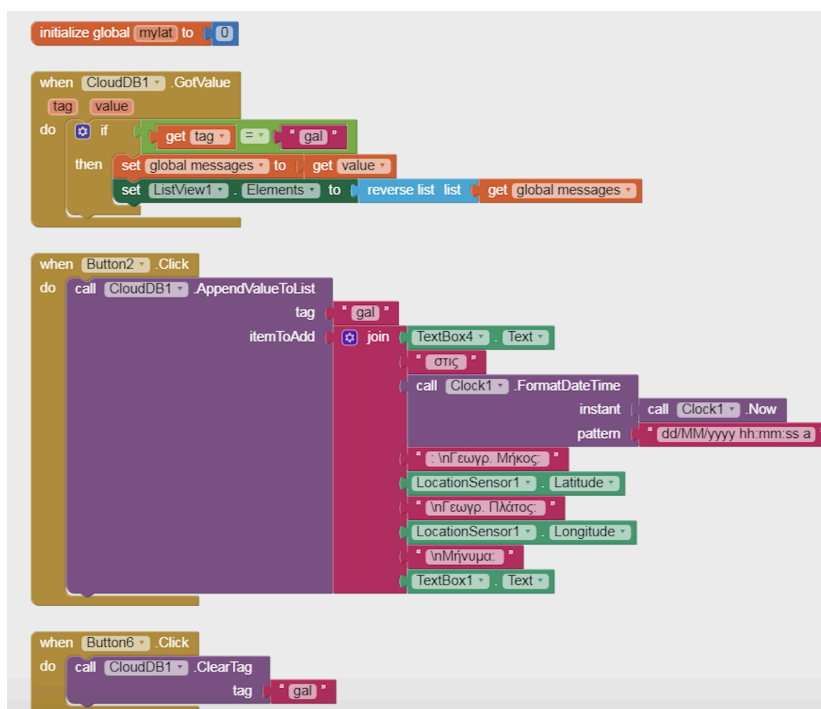 initialize global mylat to 0
when CloudDB1 .GotValue
tag value
do if get tag = " gal "
then set global messages to get value
set ListView1 . Elements to reverse list list get global messages
when Button2 .Click
do call CloudDB1 .AppendValueToList
tag " gal "
itemToAdd join TextBox4 . Text
" στις "
call Clock1 .FormatDateTime
instant call Clock1 .Now
pattern " dd/MM/yyyy hh:mm:ss a
" : \nΓεωγρ. Μήκος: "
LocationSensor1 . Latitude
" \nΓεωγρ. Πλάτος: "
LocationSensor1 . Longitude
" \nΜήνυμα: "
TextBox1 . Text
when Button6 .Click
do call CloudDB1 .ClearTag
tag " gal "